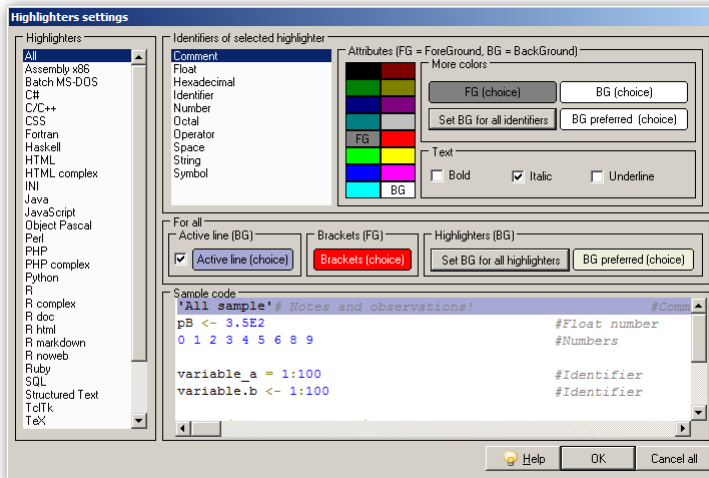 Highlighters settings
Highlighters
All
Assembly x86
Batch MS-DOS
C#
C/C++
CSS
Fortran
Haskell
HTML
HTML complex
INI
Java
JavaScript
Object Pascal
Perl
PHP
PHP complex
Python
R
R complex
R doc
R html
R markdown
R noweb
Ruby
SQL
Structured Text
TclTk
TeX
Identifiers of selected highlighter
Comment
Float
Hexadecimal
Identifier
Number
Octal
Operator
Space
String
Symbol
Attributes (FG = ForeGround, BG = BackGround)
FG
BG
More colors
FG (choice) BG (choice)
Set BG for all identifiers BG preferred (choice)
Text
Bold Italic Underline
For all
Active line (BG)
Active line (choice)
Brackets (FG)
Brackets (choice)
Highlighters (BG)
Set BG for all highlighters BG preferred (choice)
Sample code
'All sample'# Notes and observations! #Comm
pB <- 3.5E2 #Float number
0 1 2 3 4 5 6 8 9 #Numbers
variable_a = 1:100 #Identifier
variable.b <- 1:100 #Identifier
Help OK Cancel all